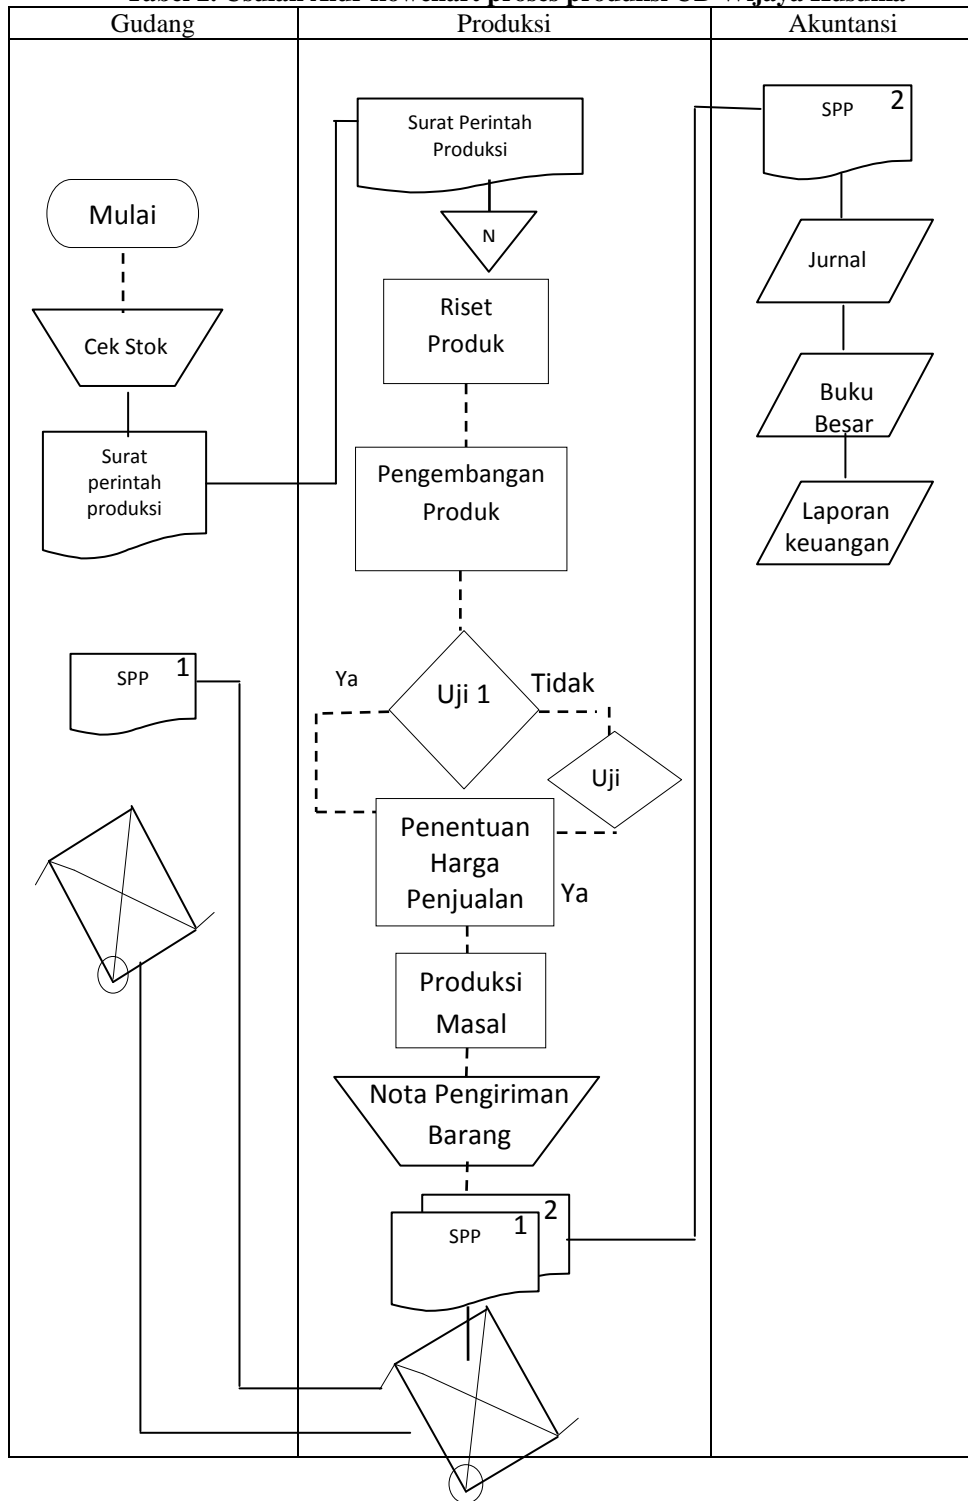 Gudang
Produksi
Akuntansi
Mulai
Cek Stok
Surat
perintah
produksi
SPP 1
Surat Perintah
Produksi
N
Riset
Produk
Pengembangan
Produk
Uji 1
Ya
Tidak
Uji
Penentuan
Harga
Penjualan
Ya
Produksi
Masal
Nota Pengiriman
Barang
2
SPP 1
SPP 2
Jurnal
Buku
Besar
Laporan
keuangan